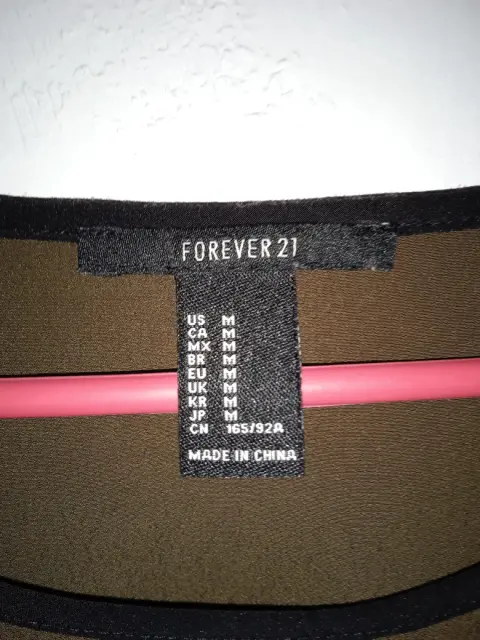 FOREVER 21
US M
CA M
MX M
BR M
EU M
UK M
KR M
JP M
CN 165/92A
MADE IN CHINA